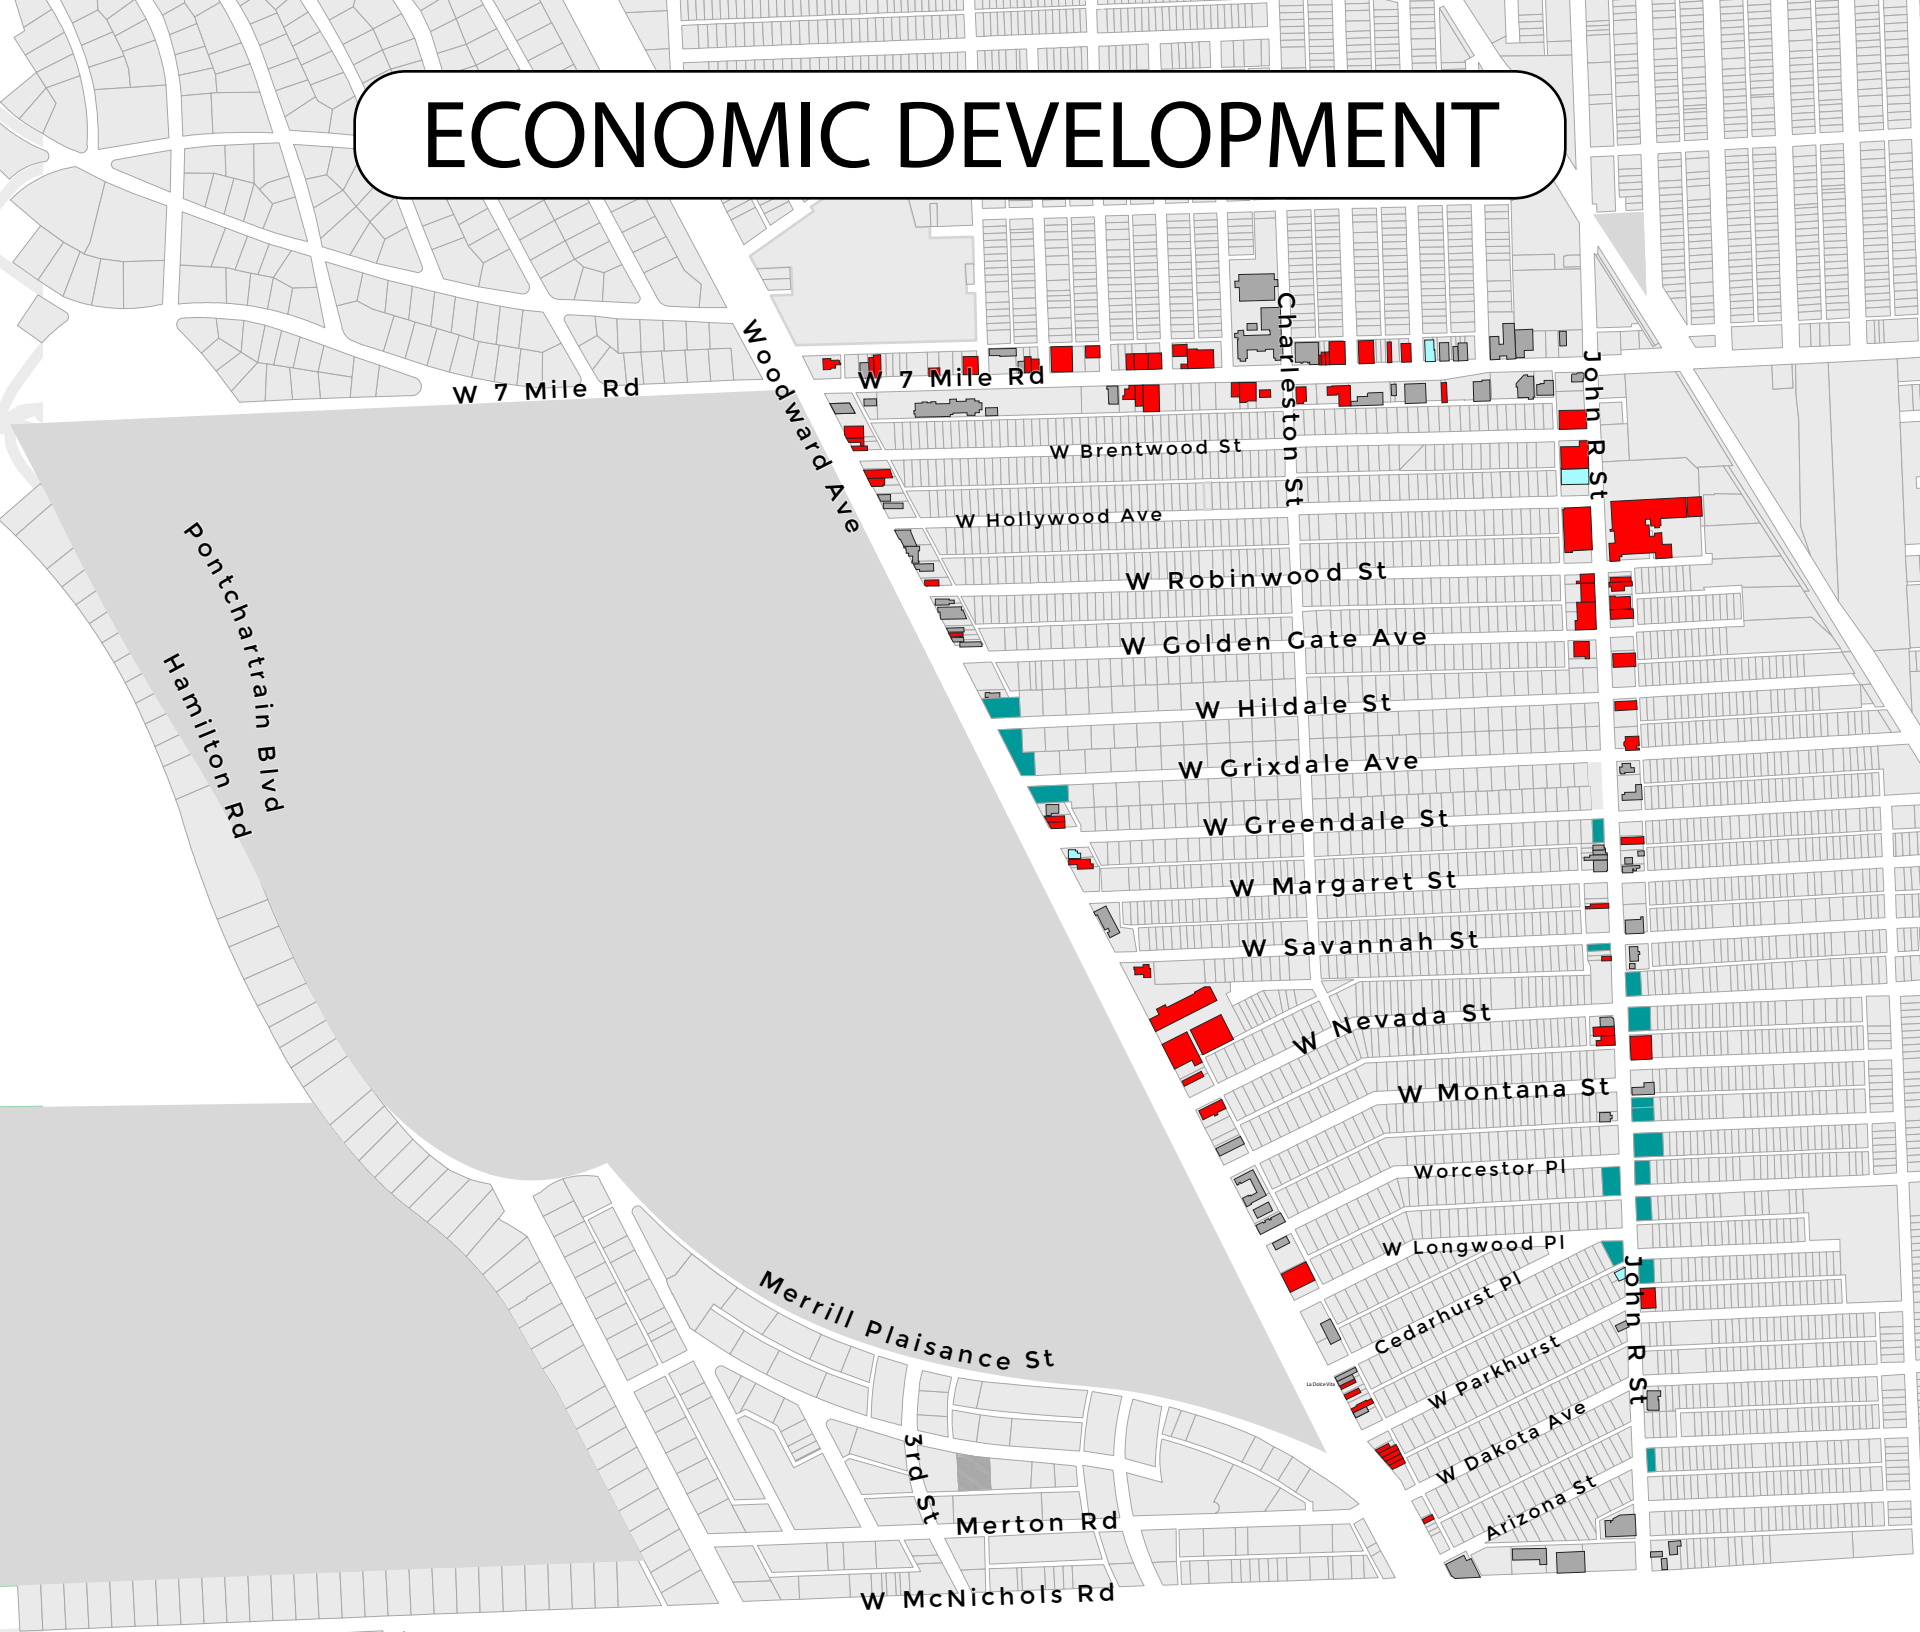 ECONOMIC DEVELOPMENT
Charleston St
Woodward Ave
John R St
W 7 Mile Rd
W 7 Mile Rd
W Brentwood St
W Hollywood Ave
Pontchartrain Blvd
W Robinwood St
W Golden Gate Ave
Hamilton Rd
W Hildale St
W Grixdale Ave
W Greendale St
W Margaret St
W Savannah St
W Nevada St
W Montana St
Worcestor Pl
W Longwood Pl
John R St
Cedarhurst Pl
Merrill Plaisance St
La Dolce Vita
W Parkhurst
W Dakota Ave
3rd St
Arizona St
Merton Rd
W McNichols Rd